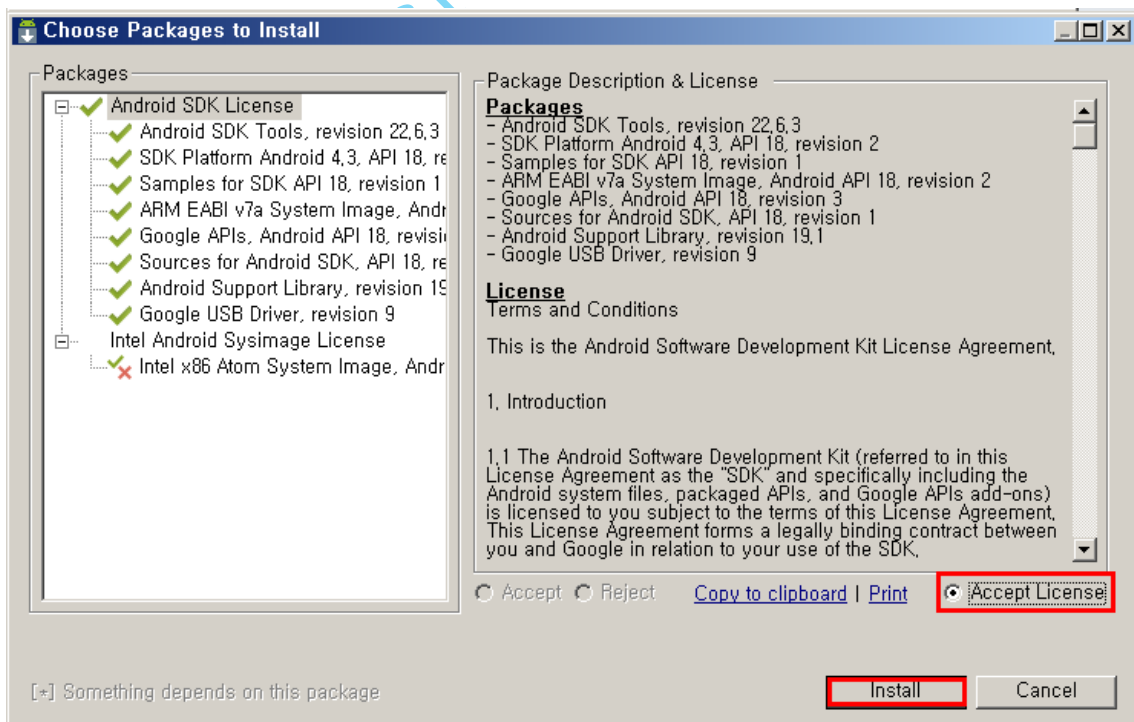 Choose Packages to Install
Packages
Android SDK License
Android SDK Tools, revision 22,6,3
SDK Platform Android 4,3, API 18, re
Samples for SDK API 18, revision 1
ARM EABI v7a System Image, Andr
Google APIs, Android API 18, revisi
Sources for Android SDK, API 18, re
Android Support Library, revision 19
Google USB Driver, revision 9
Intel Android Sysimage License
Intel x86 Atom System Image, Andr
Package Description & License
Packages
- Android SDK Tools, revision 22,6,3
- SDK Platform Android 4,3, API 18, revision 2
- Samples for SDK API 18, revision 1
- ARM EABI v7a System Image, Android API 18, revision 2
- Google APIs, Android API 18, revision 3
- Sources for Android SDK, API 18, revision 1
- Android Support Library, revision 19,1
- Google USB Driver, revision 9
License
Terms and Conditions
This is the Android Software Development Kit License Agreement,
1, Introduction
1,1 The Android Software Development Kit (referred to in this
License Agreement as the "SDK" and specifically including the
Android system files, packaged APIs, and Google APIs add-ons)
is licensed to you subject to the terms of this License Agreement,
This License Agreement forms a legally binding contract between
you and Google in relation to your use of the SDK,
Accept Reject Copy to clipboard | Print Accept License
[*] Something depends on this package
Install Cancel